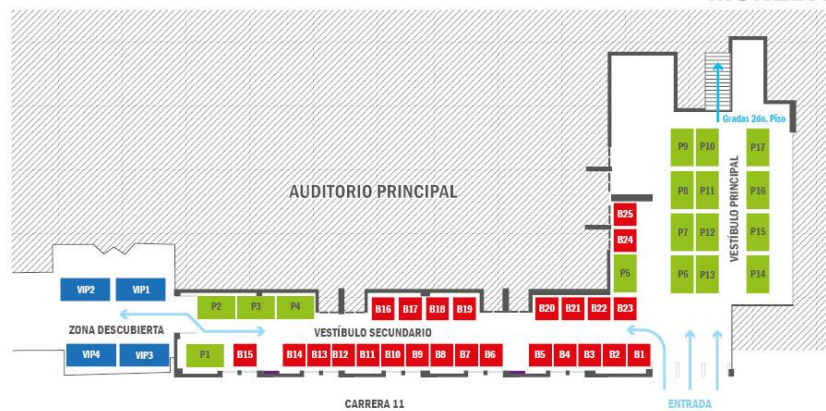 Gradas 2do. Piso
P9 P10 P17
P8 P11 P16
P7 P12 P15
P6 P13 P14
VESTÍBULO PRINCIPAL
AUDITORIO PRINCIPAL
B25
B24
P5
VIP2 VIP1
P2 P3 P4
B16 B17 B18 B19
B20 B21 B22 B23
ZONA DESCUBIERTA
VESTÍBULO SECUNDARIO
VIP4 VIP3
P1 B15 B14 B13 B12 B11 B10 B9 B8 B7 B6 B5 B4 B3 B2 B1
CARRERA 11
ENTRADA